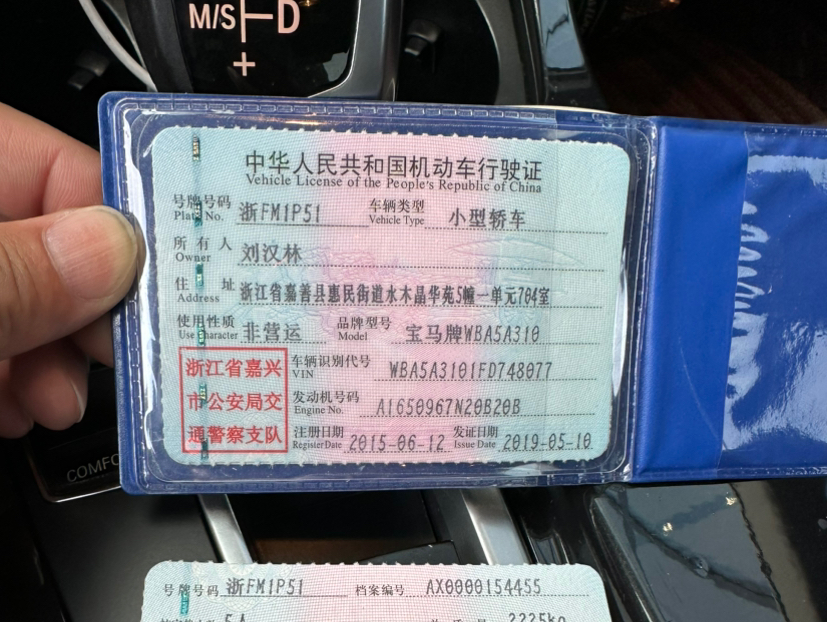 M/S D
+
中华人民共和国机动车行驶证
Vehicle License of the People's Republic of China
号牌号码 浙FM1P51 车辆类型 小型轿车
Plate No. Vehicle Type
所有人 刘汉林
Owner
住址 浙江省嘉善县惠民街道水木晶华苑5幢一单元704室
Address
使用性质 非营运 品牌型号 宝马牌WBA5A310
Use Character Model
浙江省嘉兴
市公安局交
通警察支队
车辆识别代号 WBA5A3101FD748077
VIN
发动机号码 A1650967N20B20B
Engine No.
注册日期 2015-06-12 发证日期 2019-05-10
Register Date Issue Date
COMFO
号牌号码 浙FM1P51 档案编号 AX0000154455
5人 2225kg